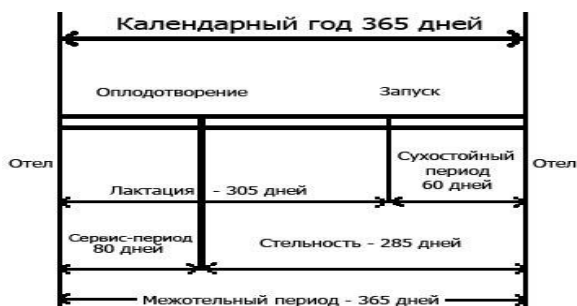 Календарный год 365 дней
Оплодотворение Запуск
Отел Отел
Сухостойный
период
60 дней
Лактация - 305 дней
Сервис-период
80 дней
Стельность - 285 дней
Межотельный период - 365 дней